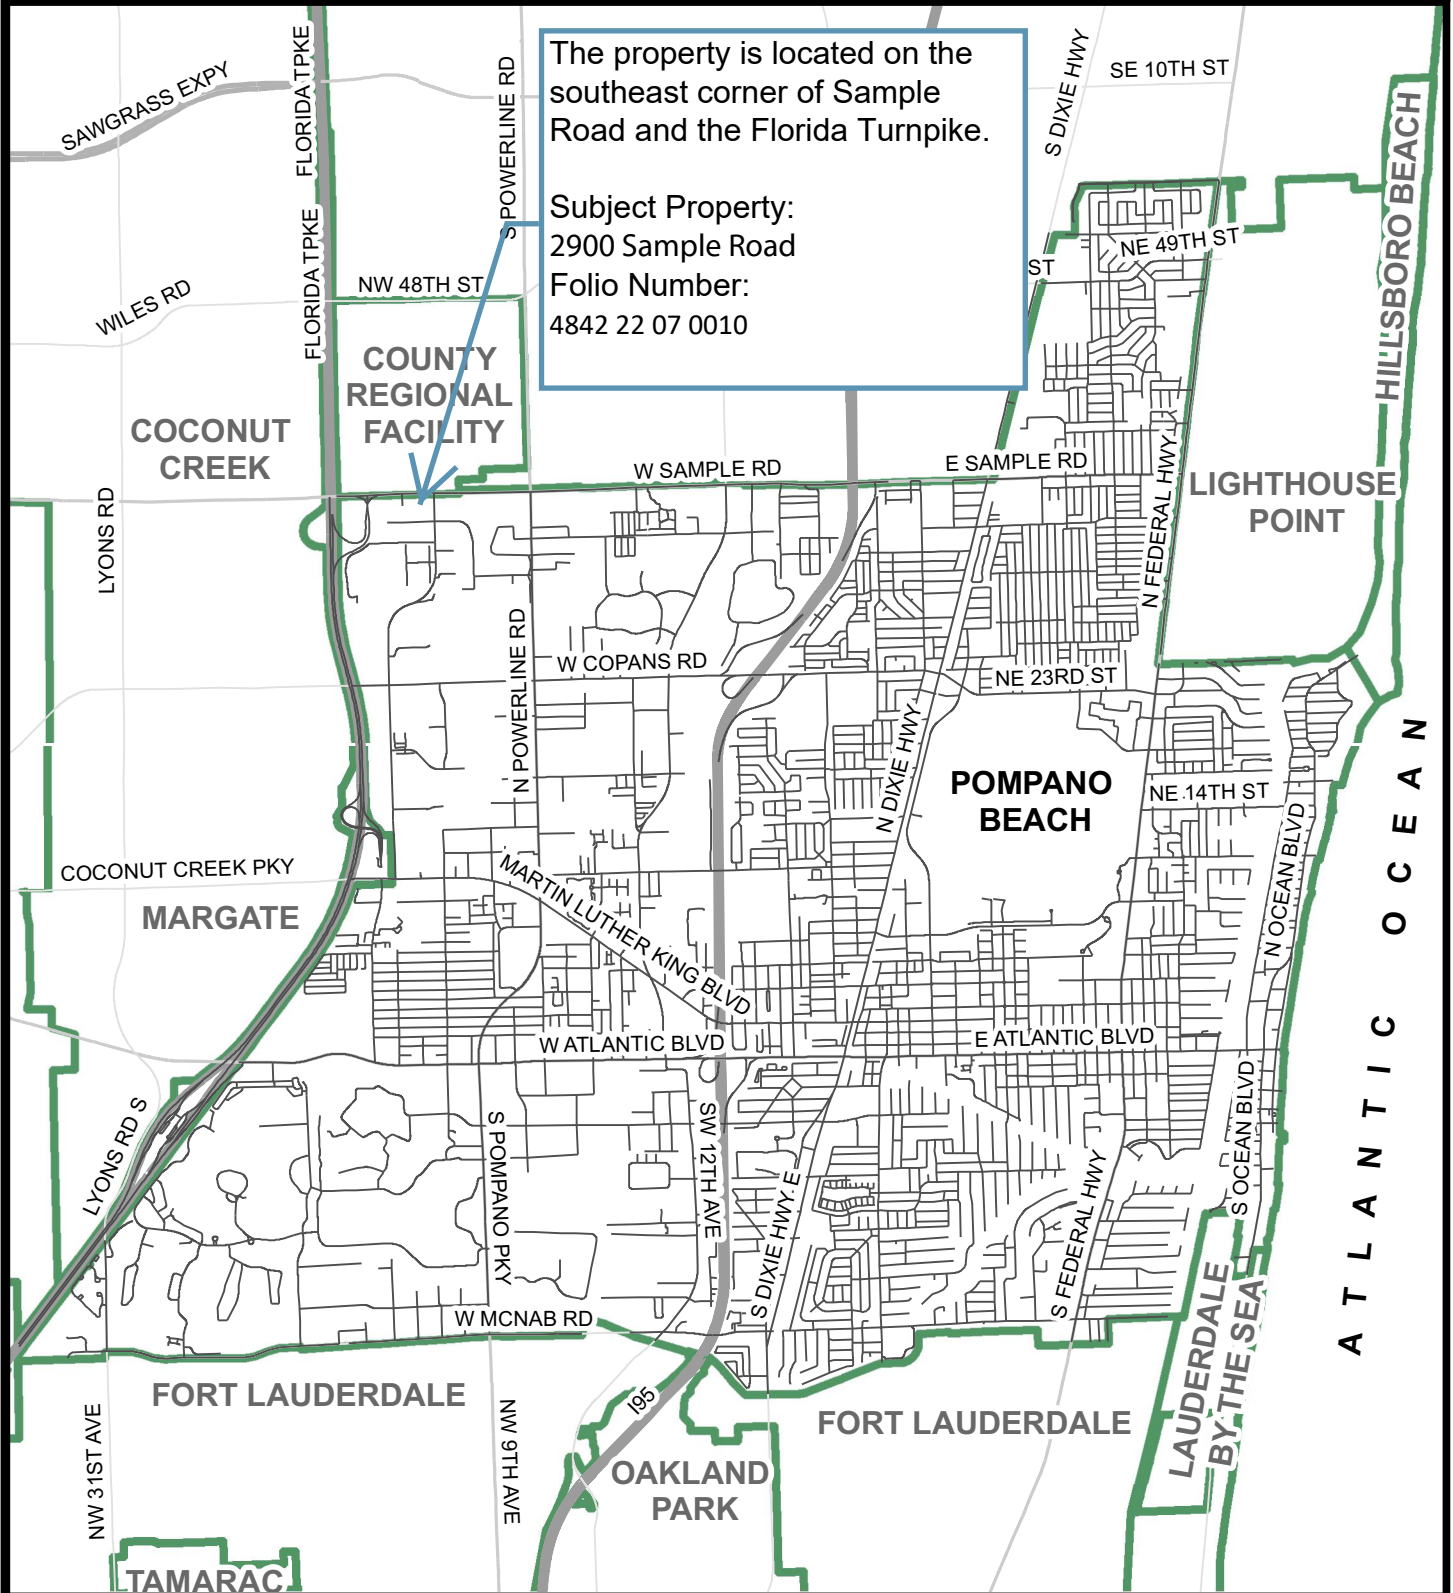 The property is located on the
southeast corner of Sample
Road and the Florida Turnpike.
Subject Property:
2900 Sample Road
Folio Number:
4842 22 07 0010
SAWGRASS EXPY
FLORIDA TPKE
S POWERLINE RD
S DIXIE HWY
SE 10TH ST
HILLSBORO BEACH
FLORIDA TPKE
WILES RD
NW 48TH ST
ST
NE 49TH ST
COUNTY
REGIONAL
FACILITY
COCONUT
CREEK
W SAMPLE RD
E SAMPLE RD
LIGHTHOUSE
POINT
LYONS RD
N FEDERAL HWY
N POWERLINE RD
W COPANS RD
NE 23RD ST
N DIXIE HWY
POMPANO
BEACH
NE 14TH ST
N OCEAN BLVD
ATLANTIC OCEAN
COCONUT CREEK PKY
MARGATE
MARTIN LUTHER KING BLVD
W ATLANTIC BLVD
E ATLANTIC BLVD
LYONS RD S
S POMPANO PKY
SW 12TH AVE
S DIXIE HWY E
S FEDERAL HWY
S OCEAN BLVD
W MCNAB RD
LAUDERDALE
BY THE SEA
FORT LAUDERDALE
I95
FORT LAUDERDALE
NW 31ST AVE
NW 9TH AVE
OAKLAND
PARK
TAMARAC